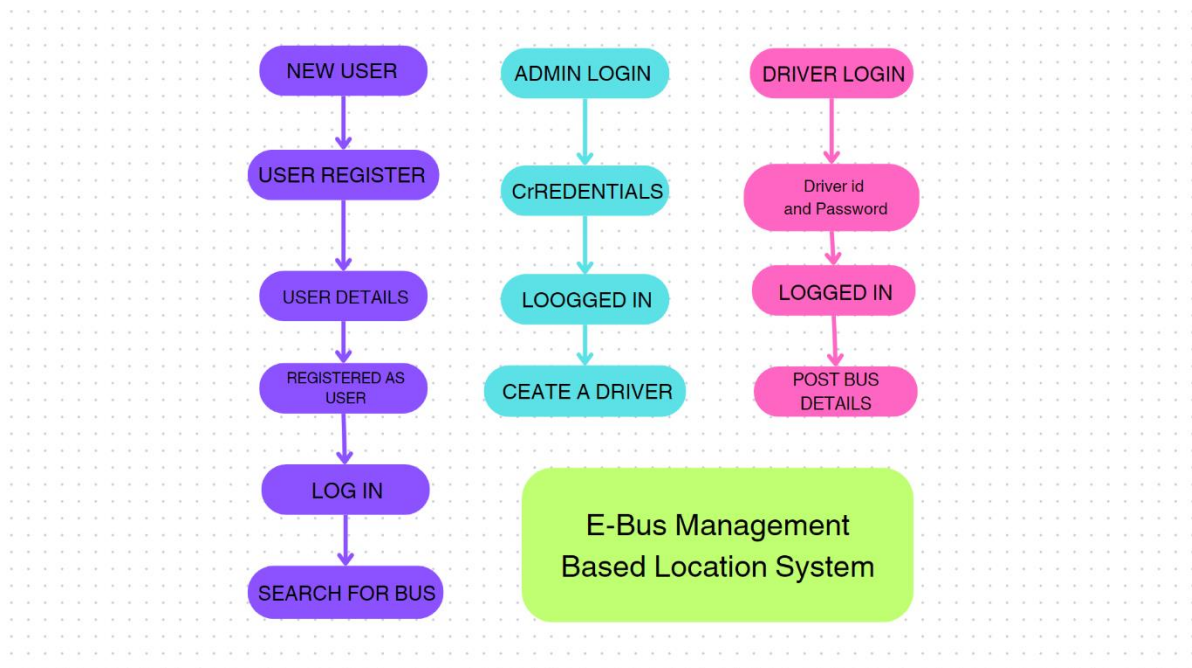 NEW USER
USER REGISTER
USER DETAILS
REGISTERED AS
USER
LOG IN
SEARCH FOR BUS
ADMIN LOGIN
CrREDENTIALS
LOOGGED IN
CEATE A DRIVER
DRIVER LOGIN
Driver id
and Password
LOGGED IN
POST BUS
DETAILS
E-Bus Management
Based Location System